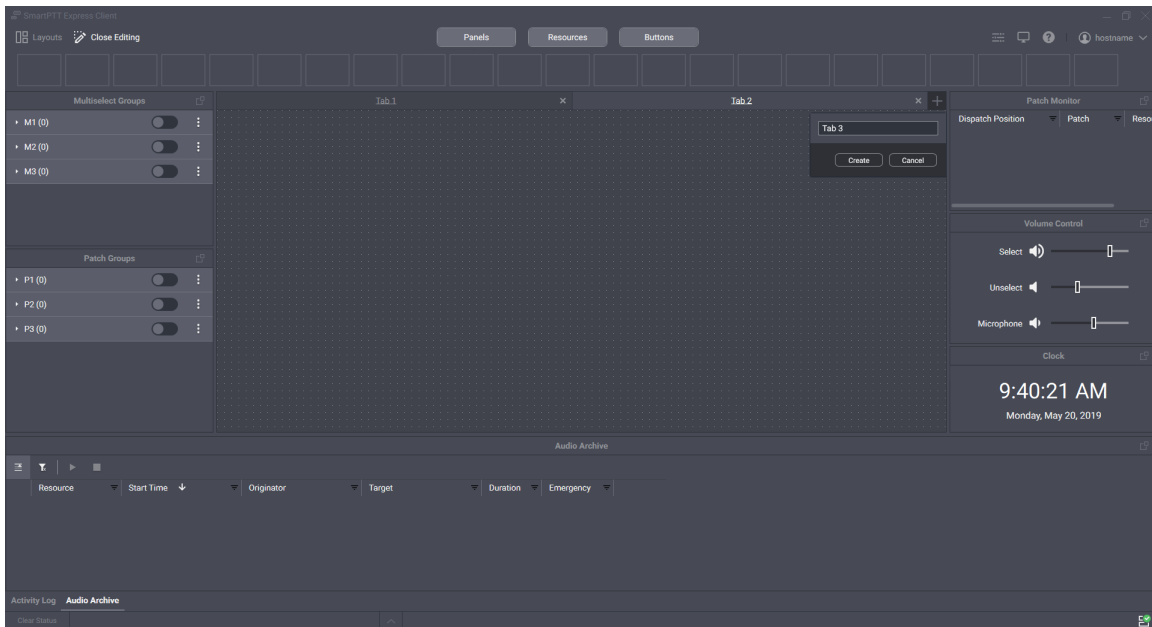 SmartPTT Express Client
Layouts Close Editing Panels Resources Buttons hostname
Multiselect Groups Tab 1 Tab 2 Patch Monitor
M1 (0)
M2 (0)
M3 (0)
Tab 3
Create Cancel
Dispatch Position Patch Reso
Volume Control
Select
Unselect
Microphone
Patch Groups
P1 (0)
P2 (0)
P3 (0)
Clock
9:40:21 AM
Monday, May 20, 2019
Audio Archive
Resource Start Time Originator Target Duration Emergency
Activity Log Audio Archive
Clear Status